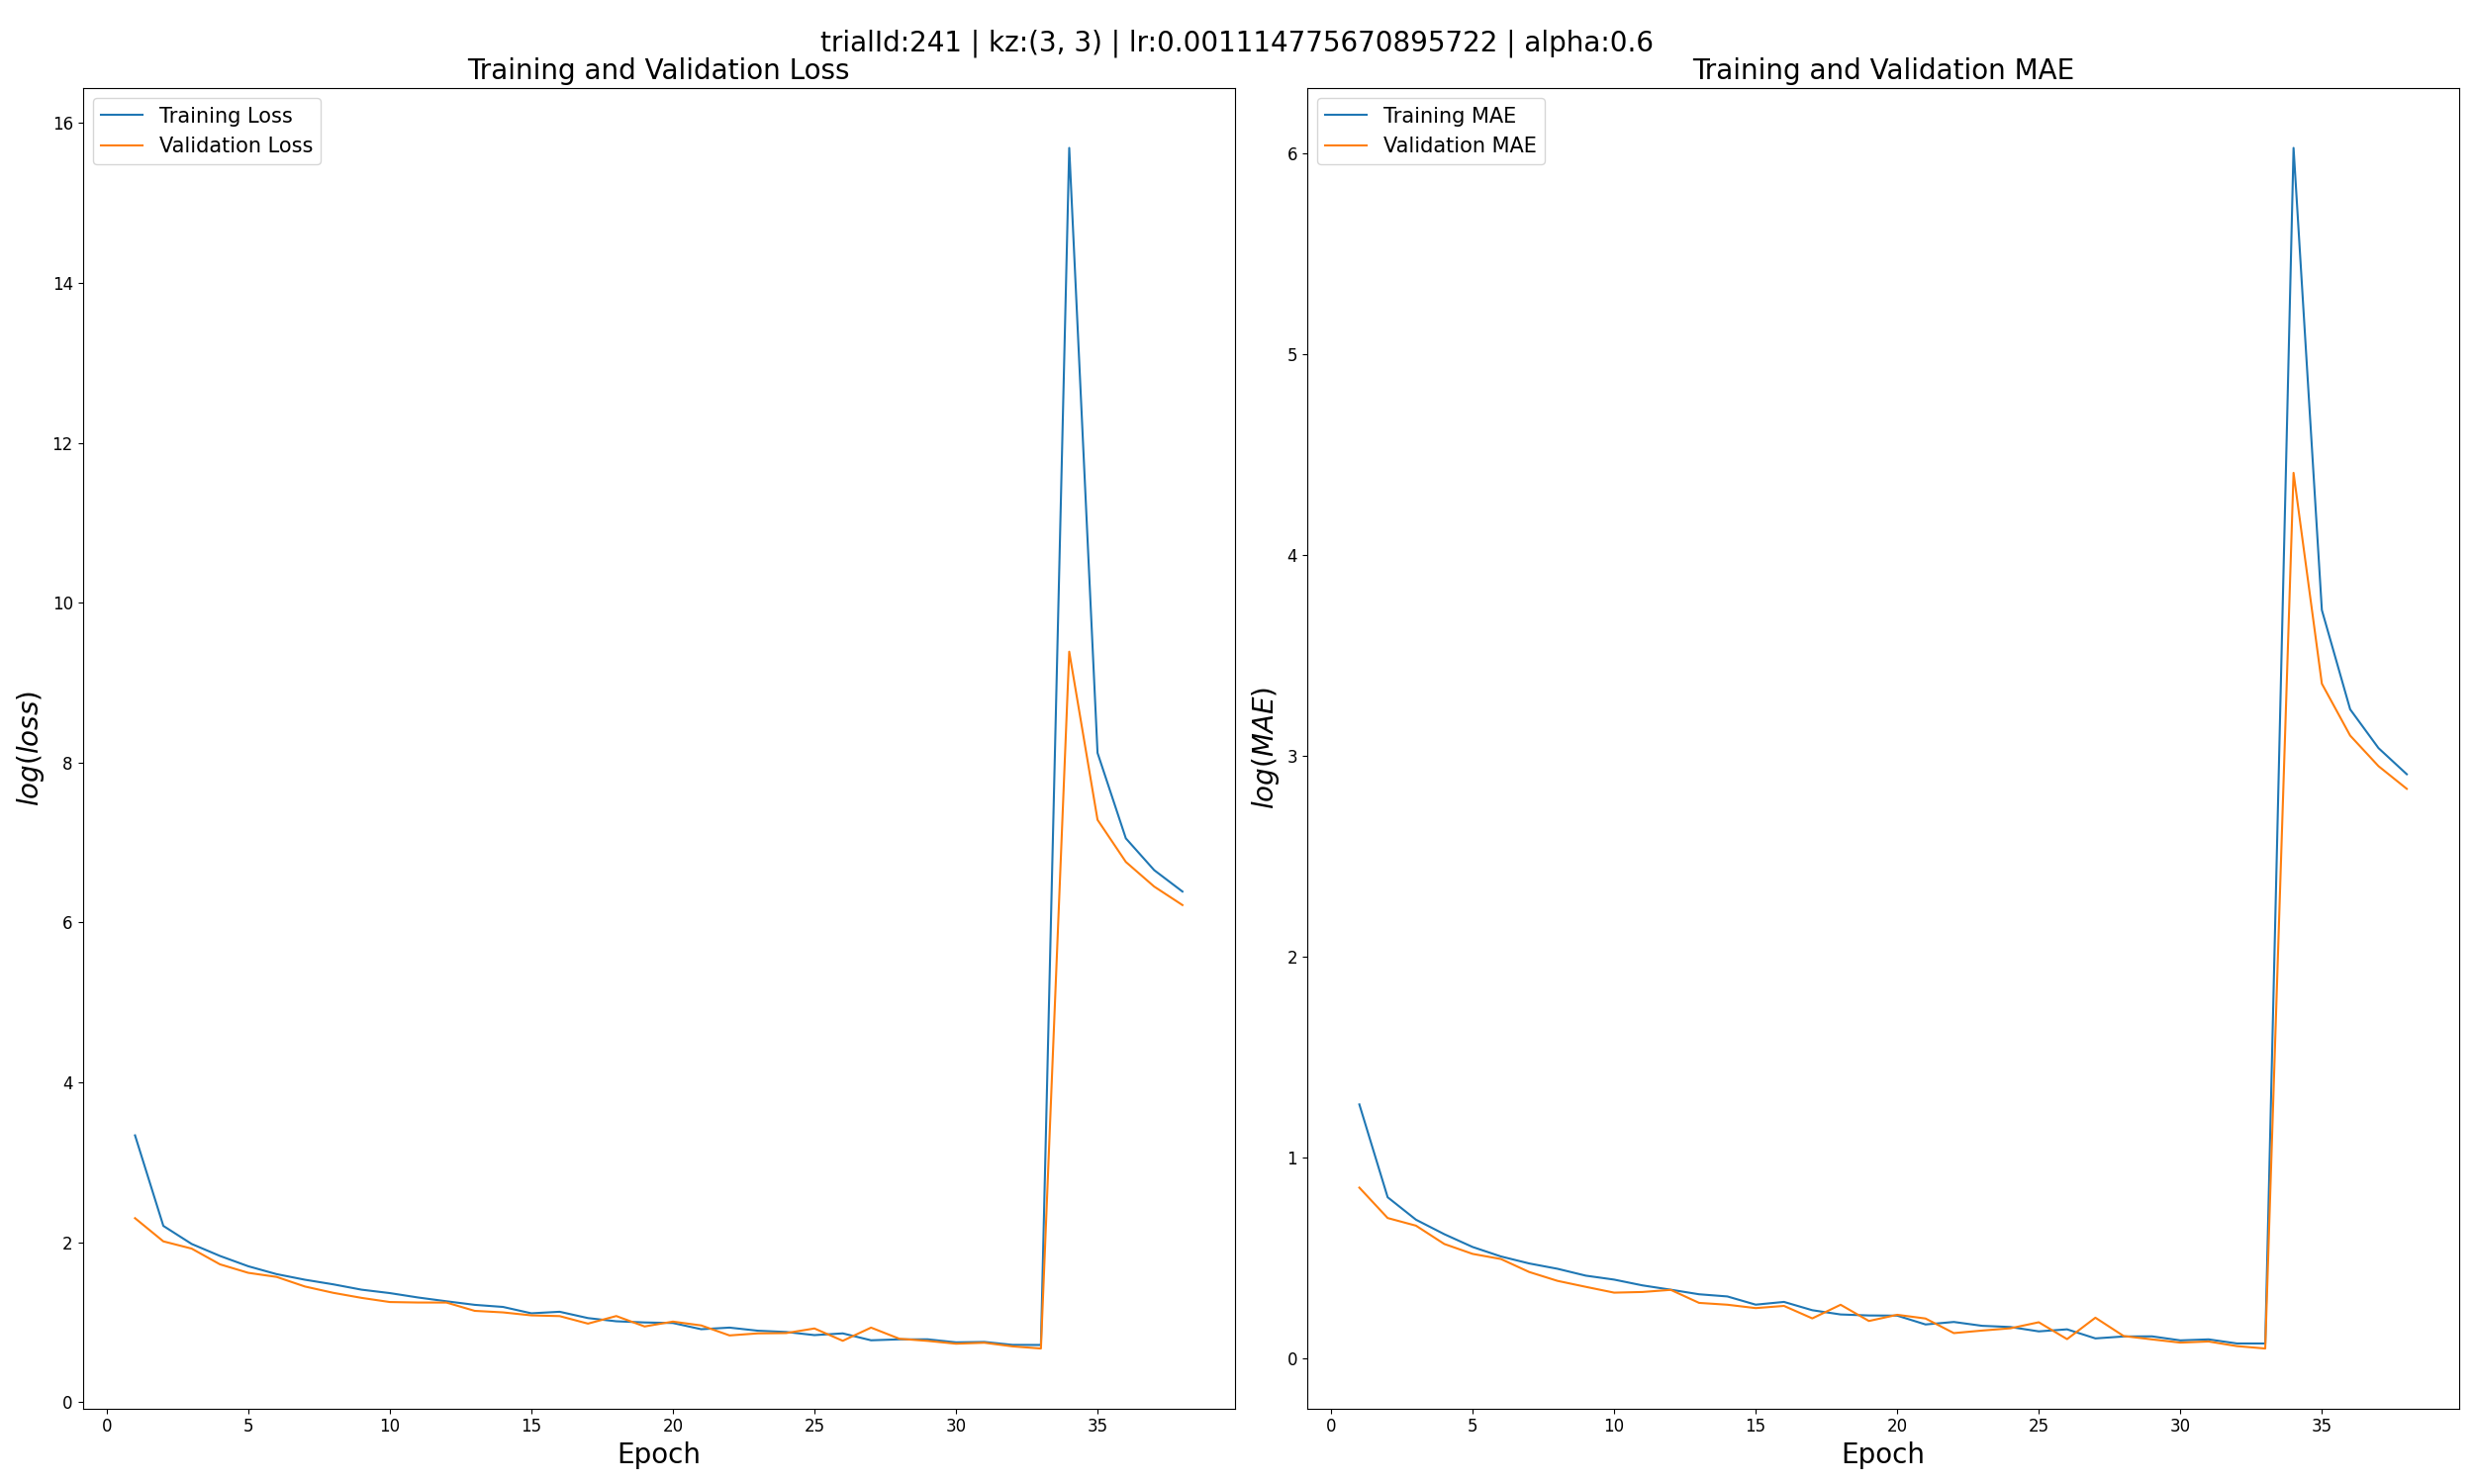 trialId:241 | kz:(3, 3) | lr:0.001114775670895722 | alpha:0.6
Training and Validation Loss
Training Loss
Validation Loss
16
14
12
10
8
6
4
2
0
log(loss)
0 5 10 15 20 25 30 35
Epoch
Training and Validation MAE
Training MAE
Validation MAE
6
5
4
3
2
1
0
log(MAE)
0 5 10 15 20 25 30 35
Epoch